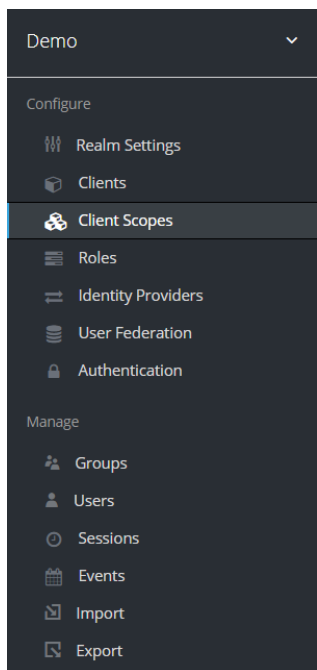 Demo
Configure
Realm Settings
Clients
Client Scopes
Roles
Identity Providers
User Federation
Authentication
Manage
Groups
Users
Sessions
Events
Import
Export